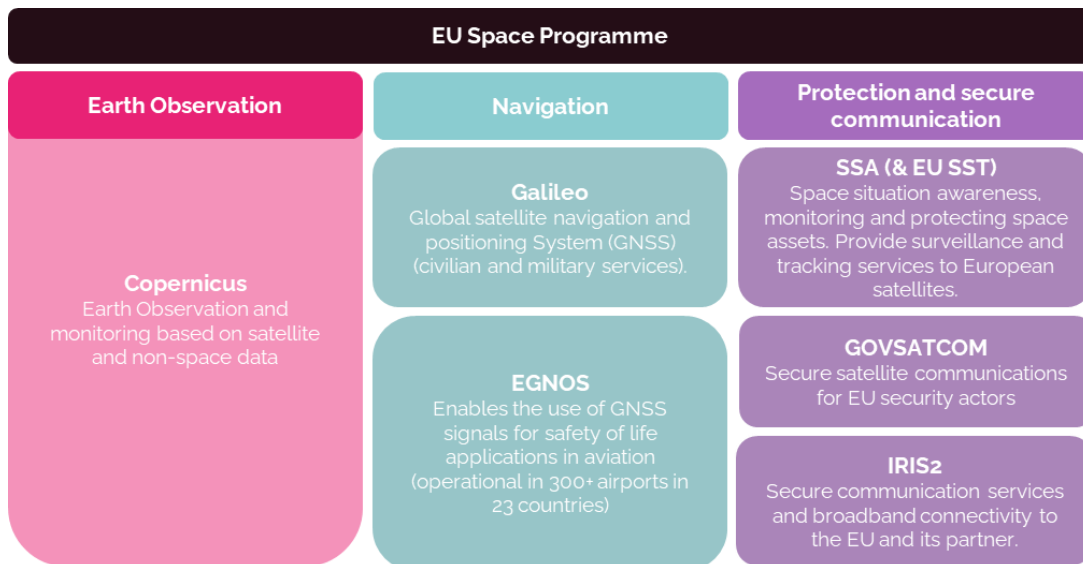 EU Space Programme
Earth Observation
Copernicus
Earth Observation and
monitoring based on satellite
and non-space data
Navigation
Galileo
Global satellite navigation and
positioning System (GNSS)
(civilian and military services).
EGNOS
Enables the use of GNSS
signals for safety of life
applications in aviation
(operational in 300+ airports in
23 countries)
Protection and secure
communication
SSA (& EU SST)
Space situation awareness,
monitoring and protecting space
assets. Provide surveillance and
tracking services to European
satellites.
GOVSATCOM
Secure satellite communications
for EU security actors
IRIS2
Secure communication services
and broadband connectivity to
the EU and its partner.